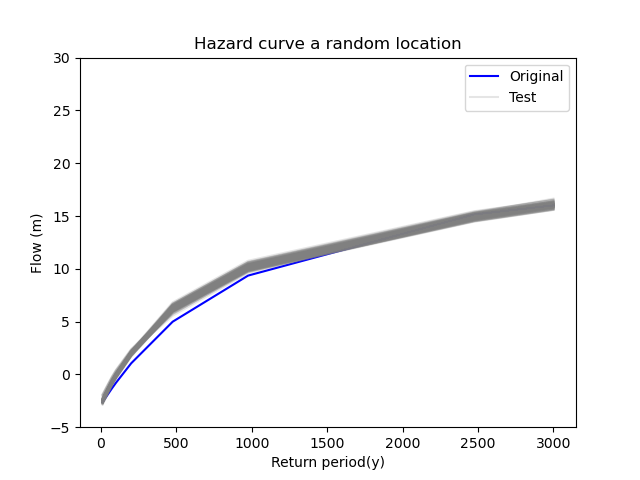 Hazard curve a random location
Original
Test
Flow (m)
30
25
20
15
10
5
0
−5
0 500 1000 1500 2000 2500 3000
Return period(y)